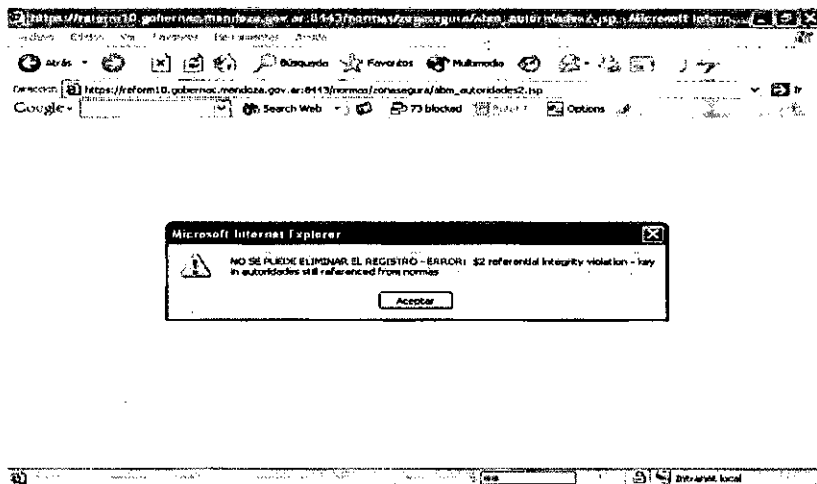 https://reform10.gobernac.mendoza.gov.ar:8443/normas/zonasegura/abm_autoridades2.jsp - Microsoft Intern...
Atrás Búsqueda Favoritos Multimedia
https://reform10.gobernac.mendoza.gov.ar:8443/normas/zonasegura/abm_autoridades2.jsp Ir
Google Search Web 73 blocked Options
Microsoft Internet Explorer
NO SE PUEDE ELIMINAR EL REGISTRO - ERROR: $2 referential integrity violation - key
in autoridades still referenced from normas
Aceptar
Intranet local